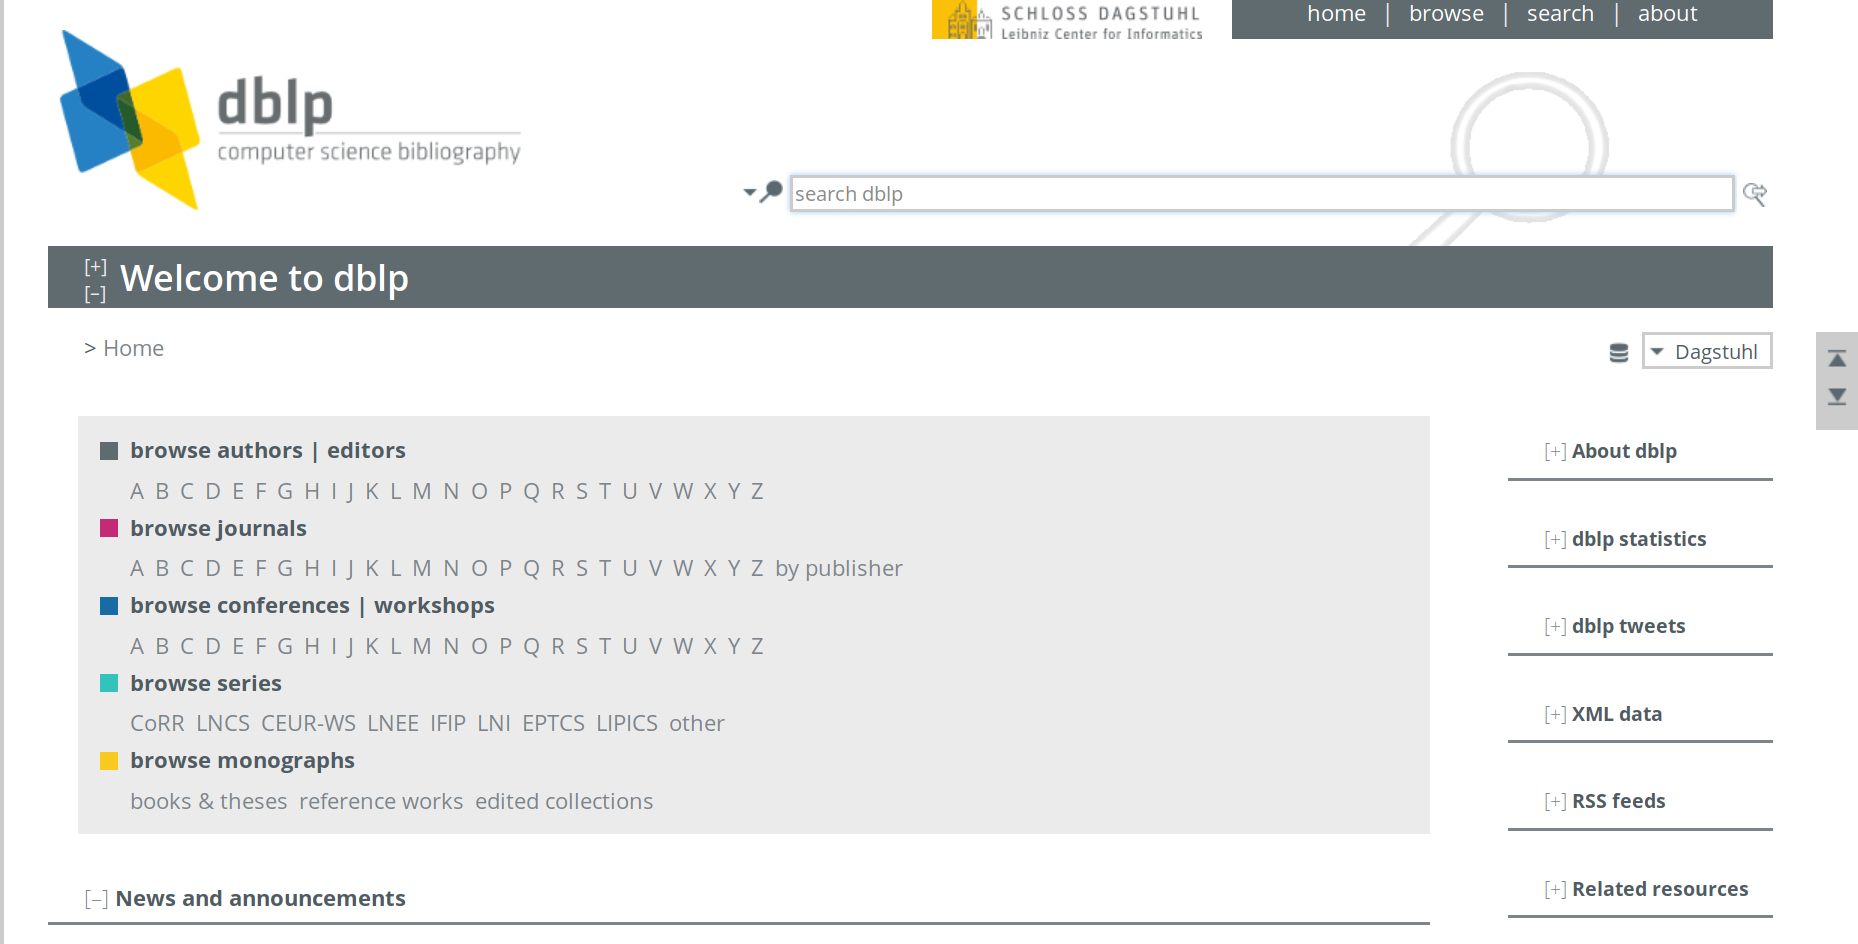 SCHLOSS DAGSTUHL
Leibniz Center for Informatics
home | browse | search | about
dblp
computer science bibliography
search dblp
[+]
[–]
Welcome to dblp
> Home
Dagstuhl
browse authors | editors
A B C D E F G H I J K L M N O P Q R S T U V W X Y Z
browse journals
A B C D E F G H I J K L M N O P Q R S T U V W X Y Z by publisher
browse conferences | workshops
A B C D E F G H I J K L M N O P Q R S T U V W X Y Z
browse series
CoRR LNCS CEUR-WS LNEE IFIP LNI EPTCS LIPICS other
browse monographs
books & theses reference works edited collections
[–] News and announcements
[+] About dblp
[+] dblp statistics
[+] dblp tweets
[+] XML data
[+] RSS feeds
[+] Related resources